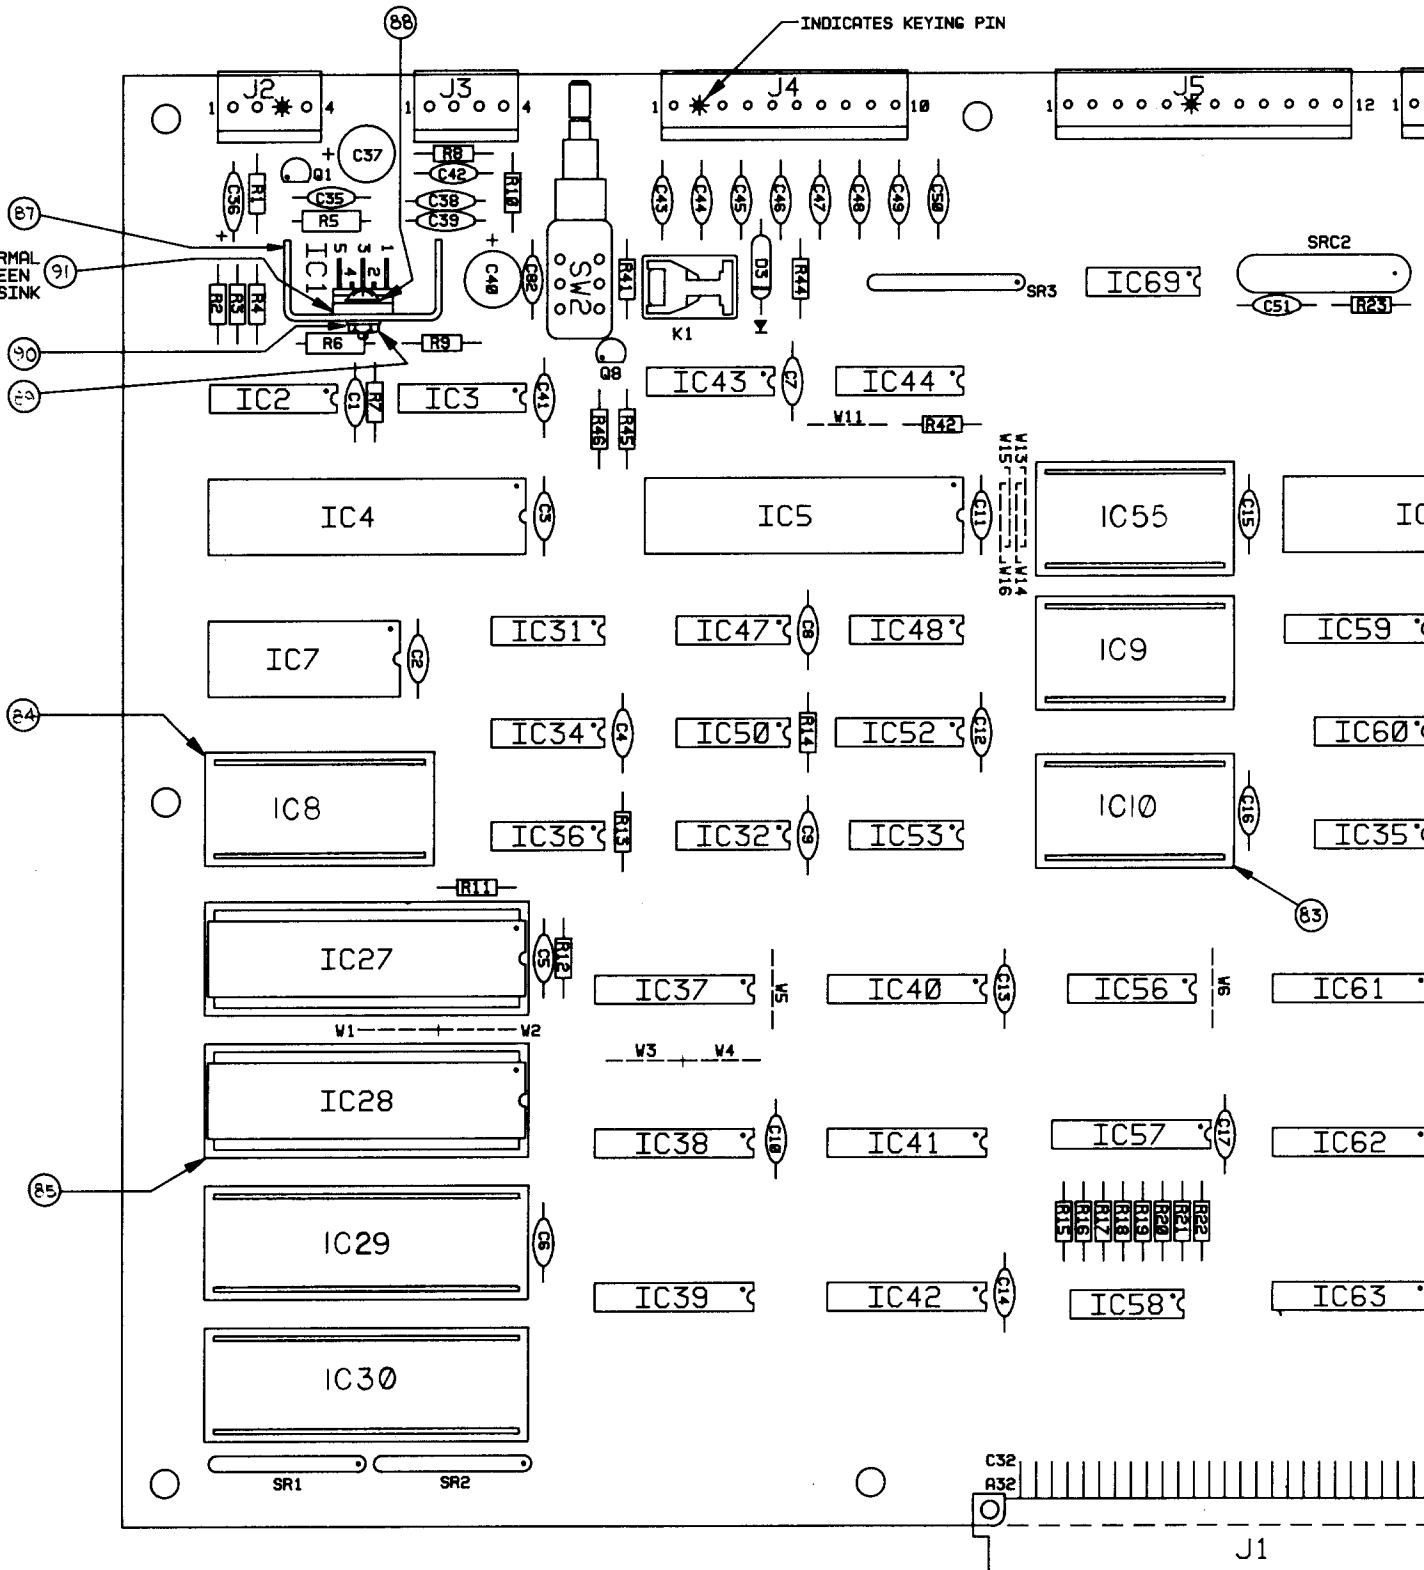 88
INDICATES KEYING PIN
J2
J3
J4
J5
1 4
1 4
1 10
1 12
1
C37
+
Q1
R8
C42
R10
C36
R1
C35
R5
C38
C39
C43
C44
C45
C46
C47
C48
C49
C50
87
+
+
RMAL
EEN
SINK
91
IC1
5 3 1
4 2
C40
C82
SW2
R41
D3
R44
SRC2
SR3
IC69
C51
R23
R2
R3
R4
K1
90
R6
R9
Q8
89
IC2
C1
R7
IC3
C41
IC43
C7
IC44
W11
R42
R46
R45
W15
W13
IC4
C3
IC5
C11
IC55
C15
IC
W16
W14
IC31
IC47
C8
IC48
IC9
IC59
IC7
C2
84
IC34
C4
IC50
R14
IC52
C12
IC60
IC8
IC10
C16
IC36
R13
IC32
C9
IC53
IC35
R11
83
IC27
C5
R12
IC37
W5
IC40
C13
IC56
W6
IC61
W1
W2
W3
W4
IC28
IC38
C10
IC41
IC57
C17
IC62
85
R15
R16
R17
R18
R19
R20
R21
R22
IC29
C6
IC39
IC42
C14
IC58
IC63
IC30
SR1
SR2
C32
A32
J1